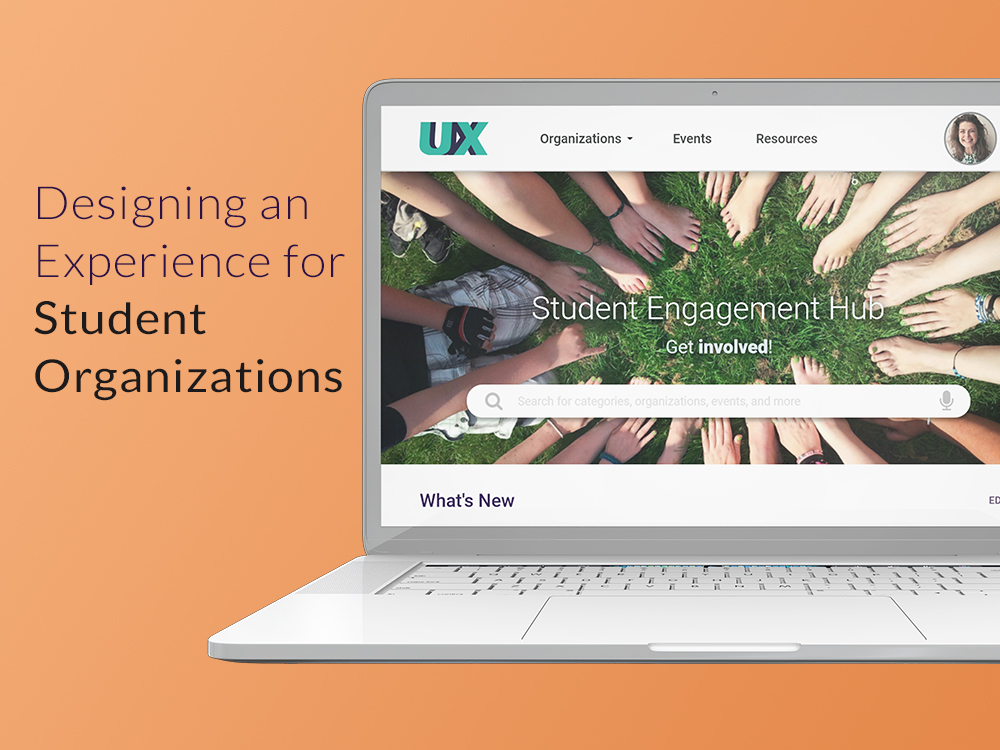 Designing an
Experience for
Student
Organizations
UX
Organizations Events Resources
Student Engagement Hub
Get involved!
Search for categories, organizations, events, and more
What's New
ED